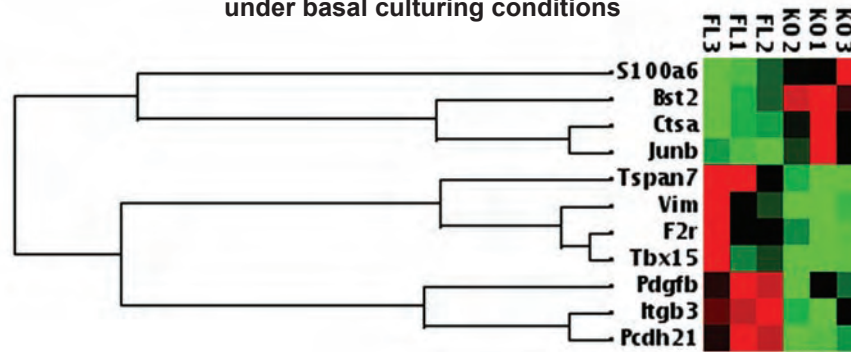 under basal culturing conditions
FL3 FL1 FL2 KO2 KO1 KO3
S100a6
Bst2
Ctsa
Junb
Tspan7
Vim
F2r
Tbx15
Pdgfb
Itgb3
Pcdh21